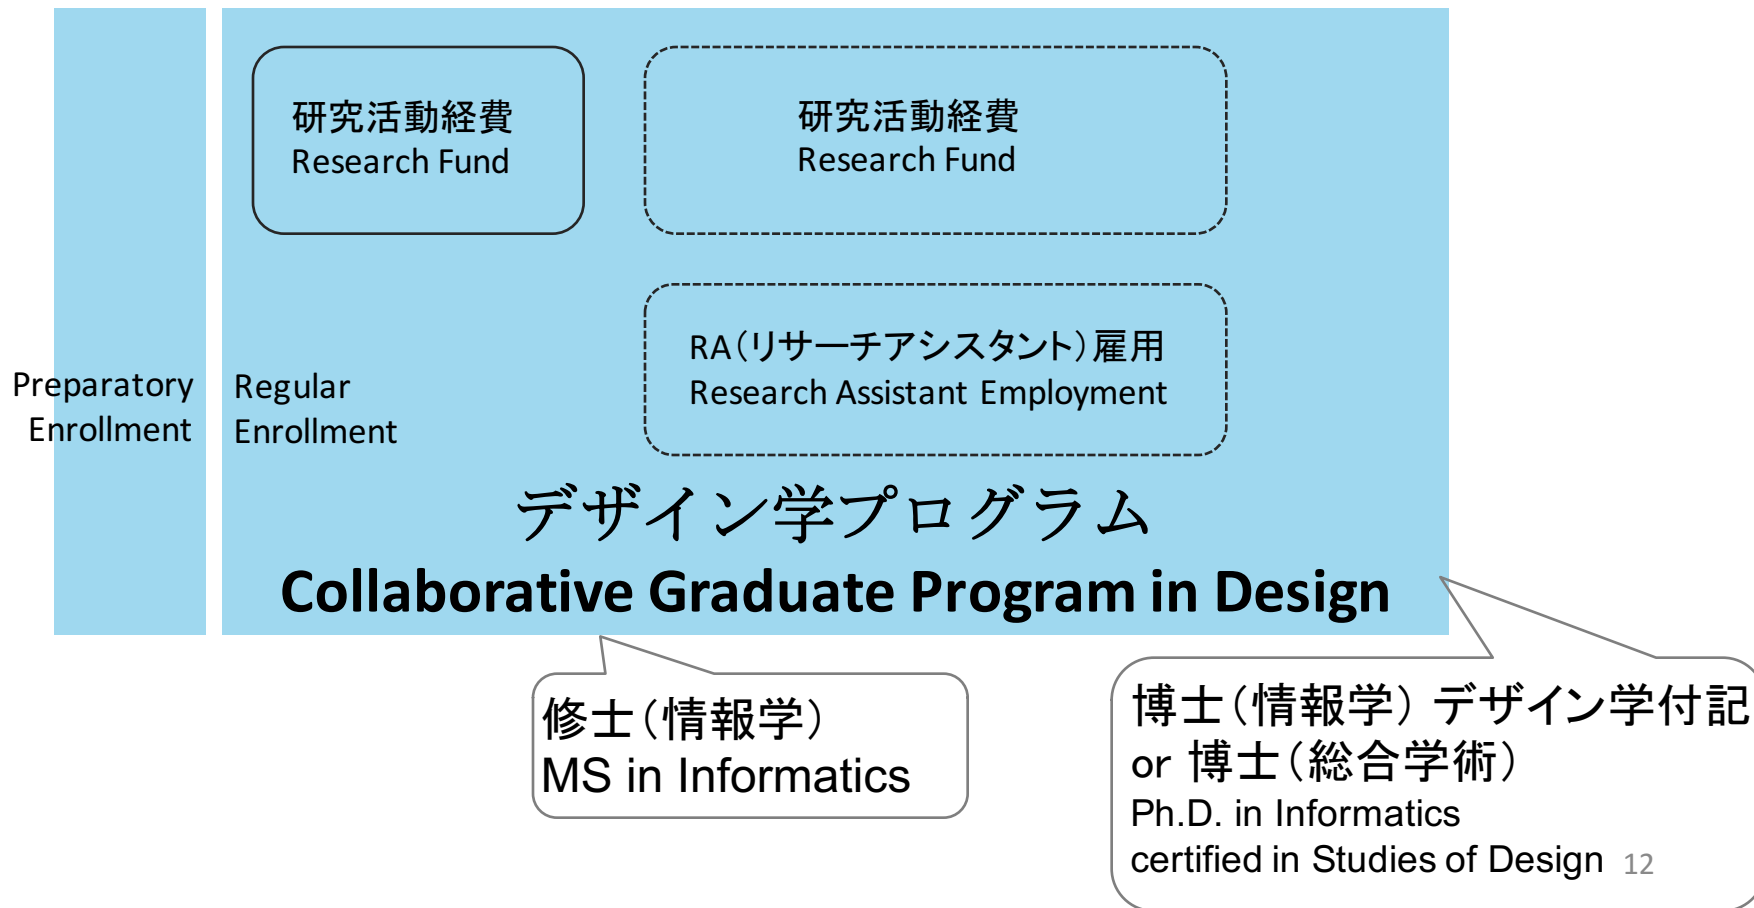 研究活動経費
Research Fund
研究活動経費
Research Fund
RA(リサーチアシスタント)雇用
Research Assistant Employment
Preparatory
Enrollment
Regular
Enrollment
デザイン学プログラム
Collaborative Graduate Program in Design
修士(情報学)
MS in Informatics
博士(情報学) デザイン学付記
or 博士(総合学術)
Ph.D. in Informatics
certified in Studies of Design
12